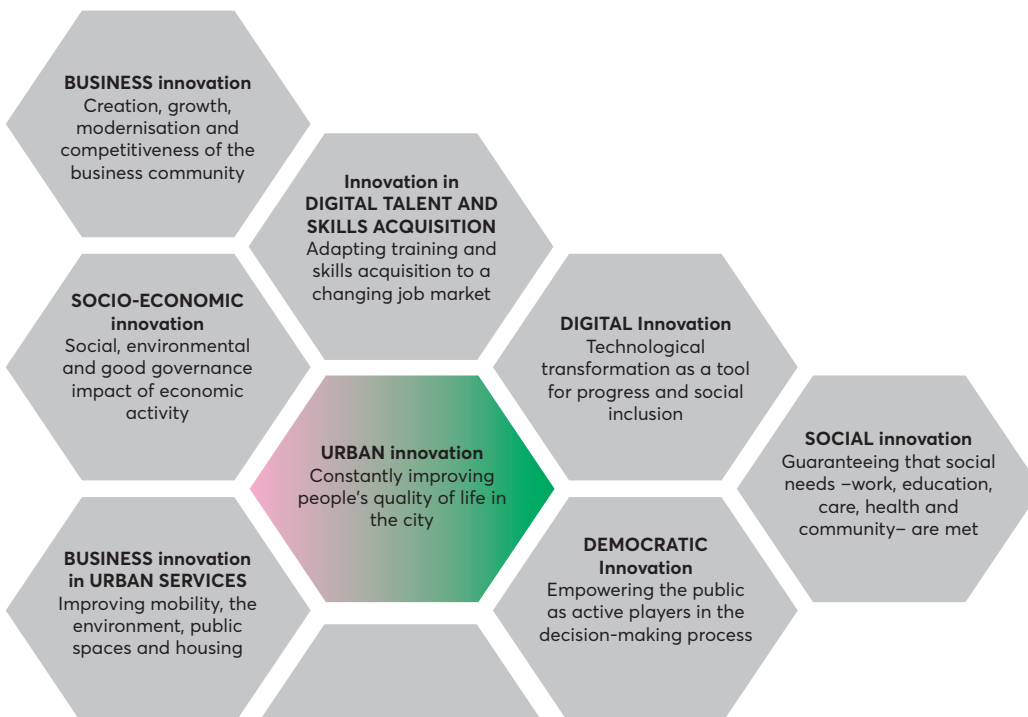 BUSINESS innovation
Creation, growth,
modernisation and
competitiveness of the
business community
Innovation in
DIGITAL TALENT AND
SKILLS ACQUISITION
Adapting training and
skills acquisition to a
changing job market
SOCIO-ECONOMIC
innovation
Social, environmental
and good governance
impact of economic
activity
DIGITAL Innovation
Technological
transformation as a tool
for progress and social
inclusion
URBAN innovation
Constantly improving
people's quality of life in
the city
SOCIAL innovation
Guaranteeing that social
needs –work, education,
care, health and
community– are met
BUSINESS innovation
in URBAN SERVICES
Improving mobility, the
environment, public
spaces and housing
DEMOCRATIC
Innovation
Empowering the public
as active players in the
decision-making process